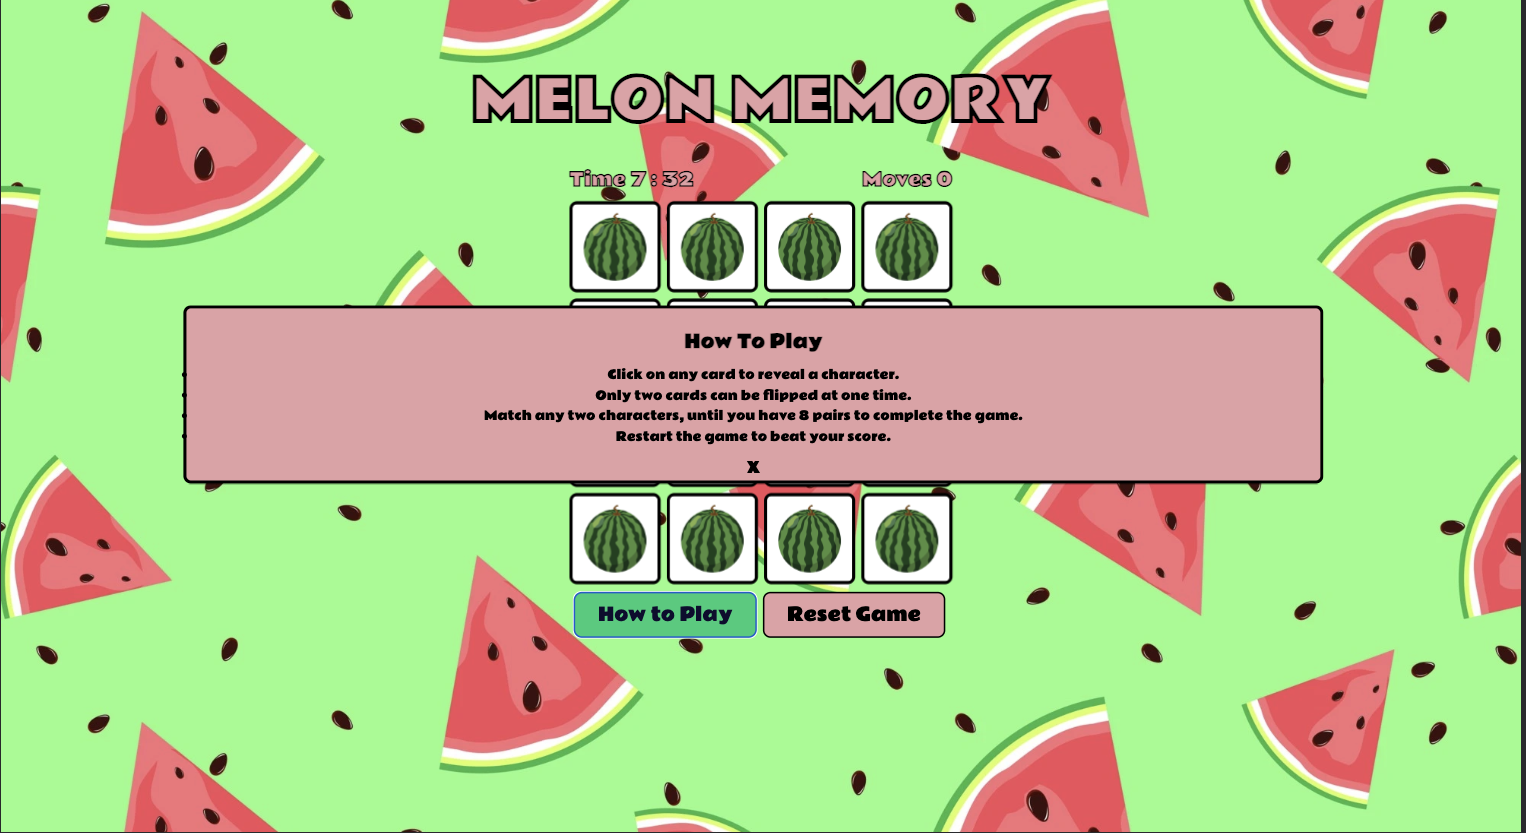 MELON MEMORY
Time 7 : 32 Moves 0
How To Play
Click on any card to reveal a character.
Only two cards can be flipped at one time.
Match any two characters, until you have 8 pairs to complete the game.
Restart the game to beat your score.
X
How to Play Reset Game